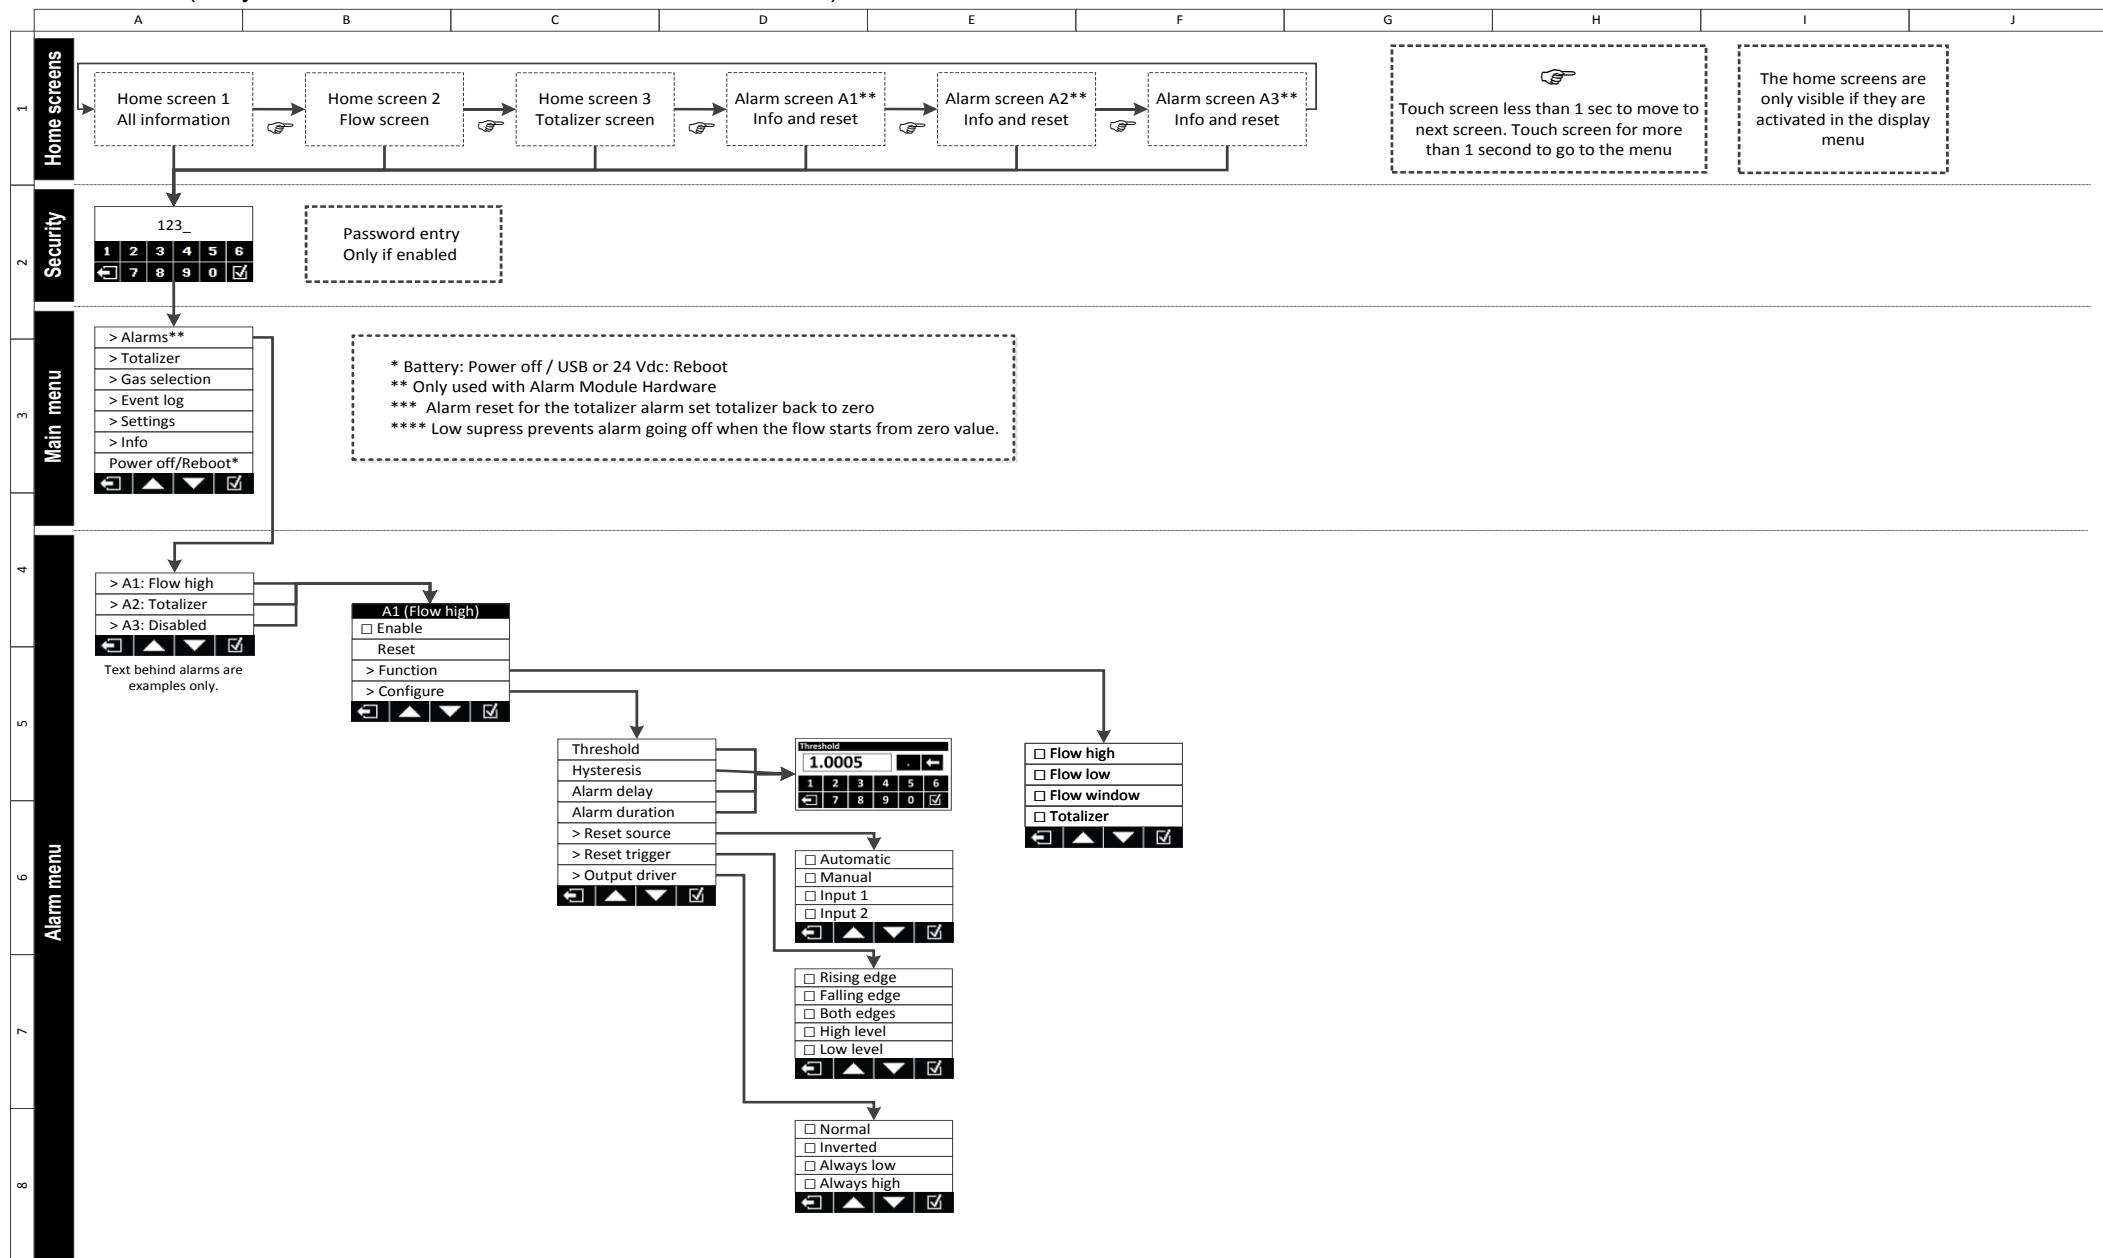 A B C D E F G H I J
1
Home screens
Home screen 1
All information
Home screen 2
Flow screen
Home screen 3
Totalizer screen
Alarm screen A1**
Info and reset
Alarm screen A2**
Info and reset
Alarm screen A3**
Info and reset
Touch screen less than 1 sec to move to
next screen. Touch screen for more
than 1 second to go to the menu
The home screens are
only visible if they are
activated in the display
menu
2
Security
123_
1 2 3 4 5 6
7 8 9 0
Password entry
Only if enabled
3
Main menu
> Alarms**
> Totalizer
> Gas selection
> Event log
> Settings
> Info
Power off/Reboot*
* Battery: Power off / USB or 24 Vdc: Reboot
** Only used with Alarm Module Hardware
*** Alarm reset for the totalizer alarm set totalizer back to zero
**** Low supress prevents alarm going off when the flow starts from zero value.
4
5
6
7
8
Alarm menu
> A1: Flow high
> A2: Totalizer
> A3: Disabled
Text behind alarms are
examples only.
A1 (Flow high)
☐ Enable
Reset
> Function
> Configure
Threshold
Hysteresis
Alarm delay
Alarm duration
> Reset source
> Reset trigger
> Output driver
Threshold
1.0005 .
1 2 3 4 5 6
7 8 9 0
☐ Flow high
☐ Flow low
☐ Flow window
☐ Totalizer
☐ Automatic
☐ Manual
☐ Input 1
☐ Input 2
☐ Rising edge
☐ Falling edge
☐ Both edges
☐ High level
☐ Low level
☐ Normal
☐ Inverted
☐ Always low
☐ Always high